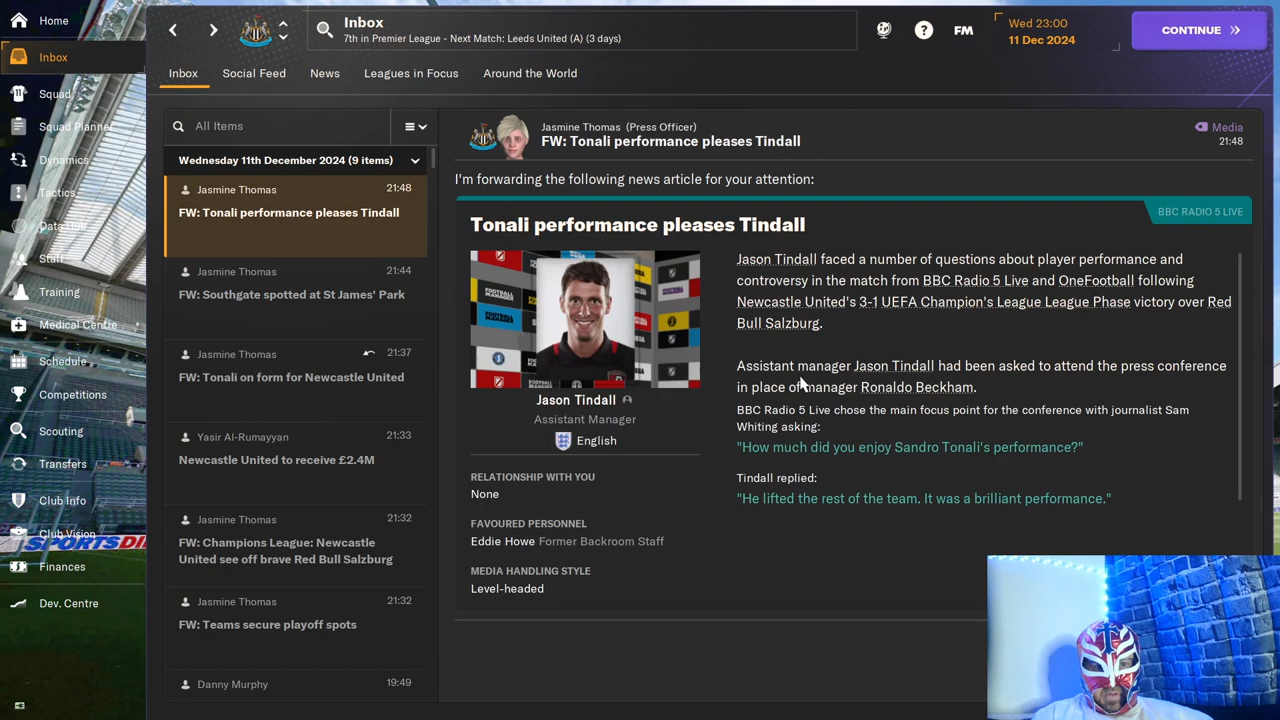 Home
Inbox
Squad
Squad Planner
Dynamics
Tactics
Data Hub
Staff
Training
Medical Centre
Schedule
Competitions
Scouting
Transfers
Club Info
Club Vision
SPORTS
Finances
Dev. Centre
Inbox
7th in Premier League - Next Match: Leeds United (A) (3 days)
?
FM
Wed 23:00
11 Dec 2024
CONTINUE
Inbox
Social Feed
News
Leagues in Focus
Around the World
All Items
Wednesday 11th December 2024 (9 items)
Jasmine Thomas 21:48
FW: Tonali performance pleases Tindall
Jasmine Thomas 21:44
FW: Southgate spotted at St James' Park
Jasmine Thomas 21:37
FW: Tonali on form for Newcastle United
Yasir Al-Rumayyan 21:33
Newcastle United to receive £2.4M
Jasmine Thomas 21:32
FW: Champions League: Newcastle
United see off brave Red Bull Salzburg
Jasmine Thomas 21:32
FW: Teams secure playoff spots
Danny Murphy 19:49
Jasmine Thomas (Press Officer)
FW: Tonali performance pleases Tindall
Media
21:48
I'm forwarding the following news article for your attention:
BBC RADIO 5 LIVE
Tonali performance pleases Tindall
Jason Tindall
Assistant Manager
English
RELATIONSHIP WITH YOU
None
FAVOURED PERSONNEL
Eddie Howe Former Backroom Staff
MEDIA HANDLING STYLE
Level-headed
Jason Tindall faced a number of questions about player performance and
controversy in the match from BBC Radio 5 Live and OneFootball following
Newcastle United's 3-1 UEFA Champion's League League Phase victory over Red
Bull Salzburg.
Assistant manager Jason Tindall had been asked to attend the press conference
in place of manager Ronaldo Beckham.
BBC Radio 5 Live chose the main focus point for the conference with journalist Sam
Whiting asking:
"How much did you enjoy Sandro Tonali's performance?"
Tindall replied:
"He lifted the rest of the team. It was a brilliant performance."